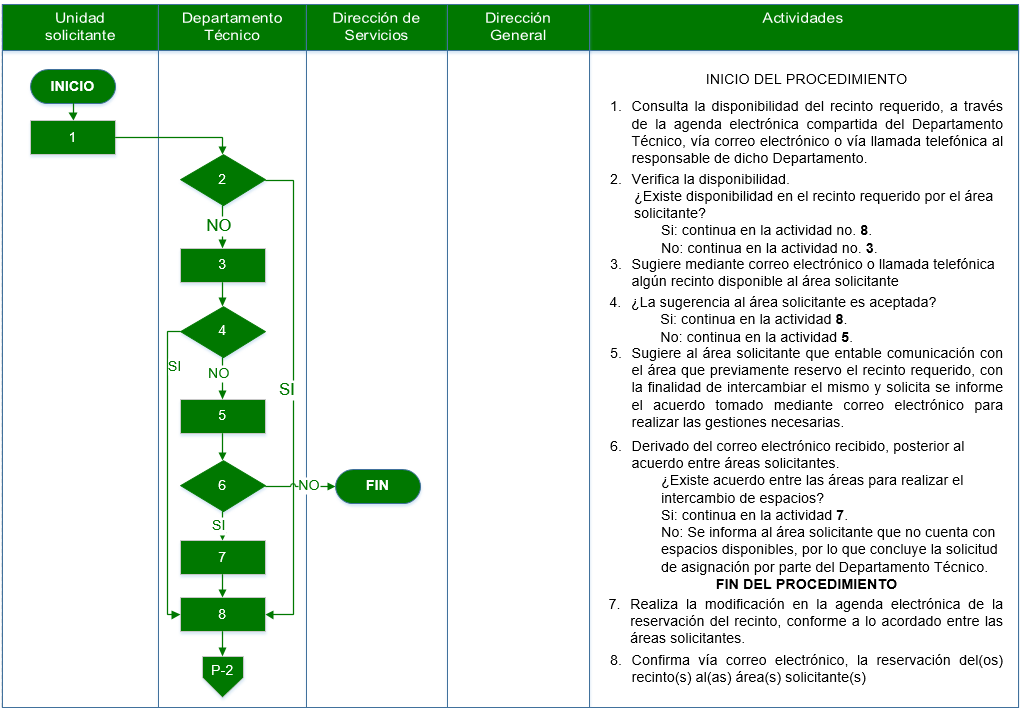 Unidad
solicitante
Departamento
Técnico
Dirección de
Servicios
Dirección
General
Actividades
INICIO
1
2
NO
3
4
SI
NO
SI
5
6
NO
FIN
SI
7
8
P-2
INICIO DEL PROCEDIMIENTO
1. Consulta la disponibilidad del recinto requerido, a través
de la agenda electrónica compartida del Departamento
Técnico, vía correo electrónico o vía llamada telefónica al
responsable de dicho Departamento.
2. Verifica la disponibilidad.
¿Existe disponibilidad en el recinto requerido por el área
solicitante?
Si: continua en la actividad no. 8.
No: continua en la actividad no. 3.
3. Sugiere mediante correo electrónico o llamada telefónica
algún recinto disponible al área solicitante
4. ¿La sugerencia al área solicitante es aceptada?
Si: continua en la actividad 8.
No: continua en la actividad 5.
5. Sugiere al área solicitante que entable comunicación con
el área que previamente reservo el recinto requerido, con
la finalidad de intercambiar el mismo y solicita se informe
el acuerdo tomado mediante correo electrónico para
realizar las gestiones necesarias.
6. Derivado del correo electrónico recibido, posterior al
acuerdo entre áreas solicitantes.
¿Existe acuerdo entre las áreas para realizar el
intercambio de espacios?
Si: continua en la actividad 7.
No: Se informa al área solicitante que no cuenta con
espacios disponibles, por lo que concluye la solicitud
de asignación por parte del Departamento Técnico.
FIN DEL PROCEDIMIENTO
7. Realiza la modificación en la agenda electrónica de la
reservación del recinto, conforme a lo acordado entre las
áreas solicitantes.
8. Confirma vía correo electrónico, la reservación del(os)
recinto(s) al(as) área(s) solicitante(s)